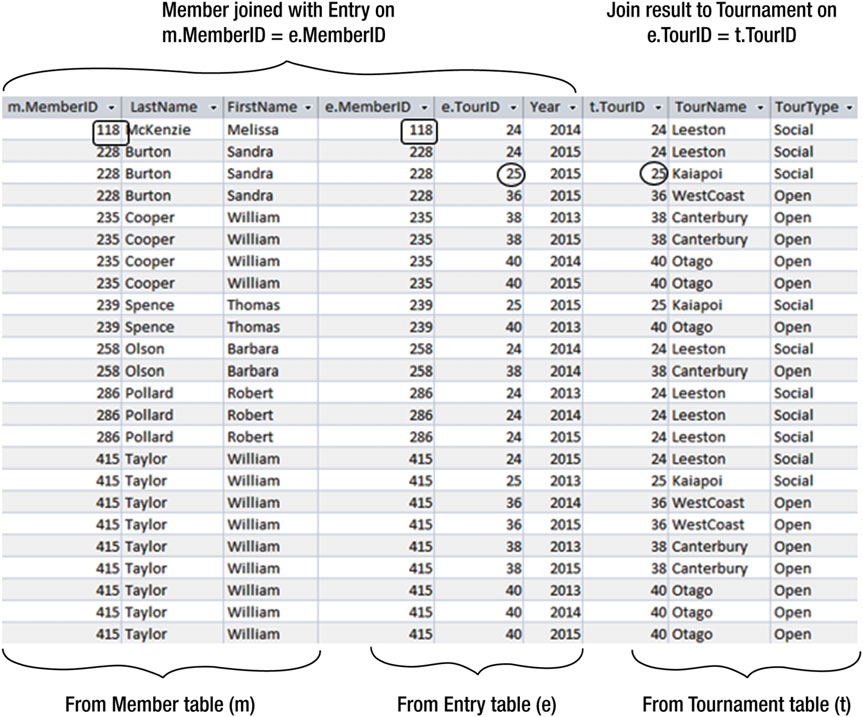 Member joined with Entry on
m.MemberID = e.MemberID
Join result to Tournament on
e.TourID = t.TourID
m.MemberID LastName FirstName e.MemberID e.TourID Year t.TourID TourName TourType
118 McKenzie Melissa 118 24 2014 24 Leeston Social
228 Burton Sandra 228 24 2015 24 Leeston Social
228 Burton Sandra 228 25 2015 25 Kaiapoi Social
228 Burton Sandra 228 36 2015 36 WestCoast Open
235 Cooper William 235 38 2013 38 Canterbury Open
235 Cooper William 235 38 2015 38 Canterbury Open
235 Cooper William 235 40 2014 40 Otago Open
235 Cooper William 235 40 2015 40 Otago Open
239 Spence Thomas 239 25 2015 25 Kaiapoi Social
239 Spence Thomas 239 40 2013 40 Otago Open
258 Olson Barbara 258 24 2014 24 Leeston Social
258 Olson Barbara 258 38 2014 38 Canterbury Open
286 Pollard Robert 286 24 2013 24 Leeston Social
286 Pollard Robert 286 24 2014 24 Leeston Social
286 Pollard Robert 286 24 2015 24 Leeston Social
415 Taylor William 415 24 2015 24 Leeston Social
415 Taylor William 415 25 2013 25 Kaiapoi Social
415 Taylor William 415 36 2014 36 WestCoast Open
415 Taylor William 415 36 2015 36 WestCoast Open
415 Taylor William 415 38 2013 38 Canterbury Open
415 Taylor William 415 38 2015 38 Canterbury Open
415 Taylor William 415 40 2013 40 Otago Open
415 Taylor William 415 40 2014 40 Otago Open
415 Taylor William 415 40 2015 40 Otago Open
From Member table (m)
From Entry table (e)
From Tournament table (t)